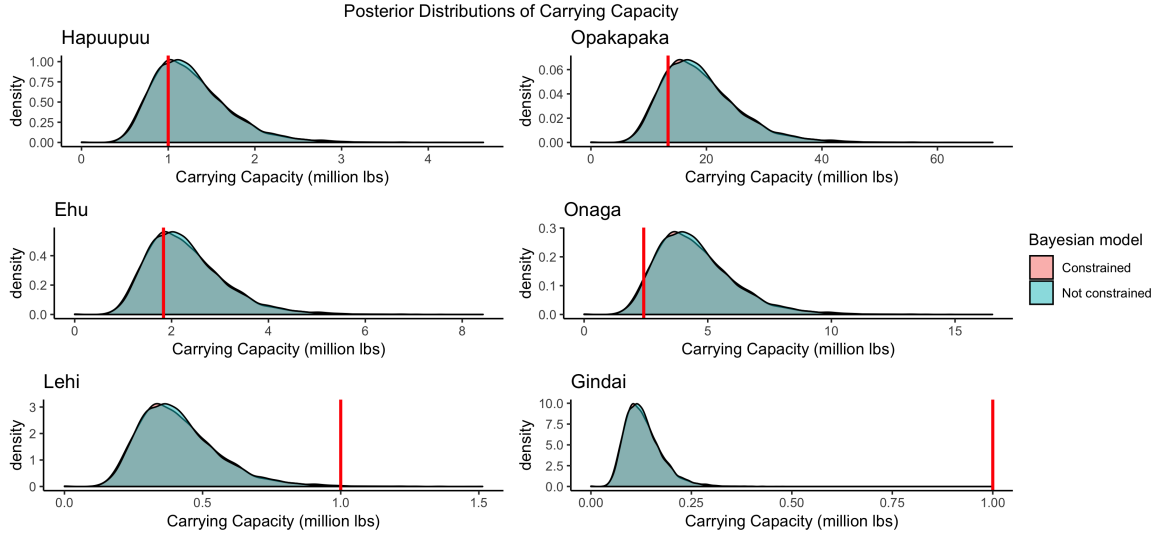 Posterior Distributions of Carrying Capacity
Hapuupuu
density
1.00
0.75
0.50
0.25
0.00
0 1 2 3 4
Carrying Capacity (million lbs)
Opakapaka
density
0.06
0.04
0.02
0.00
0 20 40 60
Carrying Capacity (million lbs)
Ehu
density
0.4
0.2
0.0
0 2 4 6 8
Carrying Capacity (million lbs)
Onaga
density
0.3
0.2
0.1
0.0
0 5 10 15
Carrying Capacity (million lbs)
Bayesian model
Constrained
Not constrained
Lehi
density
3
2
1
0
0.0 0.5 1.0 1.5
Carrying Capacity (million lbs)
Gindai
density
10.0
7.5
5.0
2.5
0.0
0.00 0.25 0.50 0.75 1.00
Carrying Capacity (million lbs)